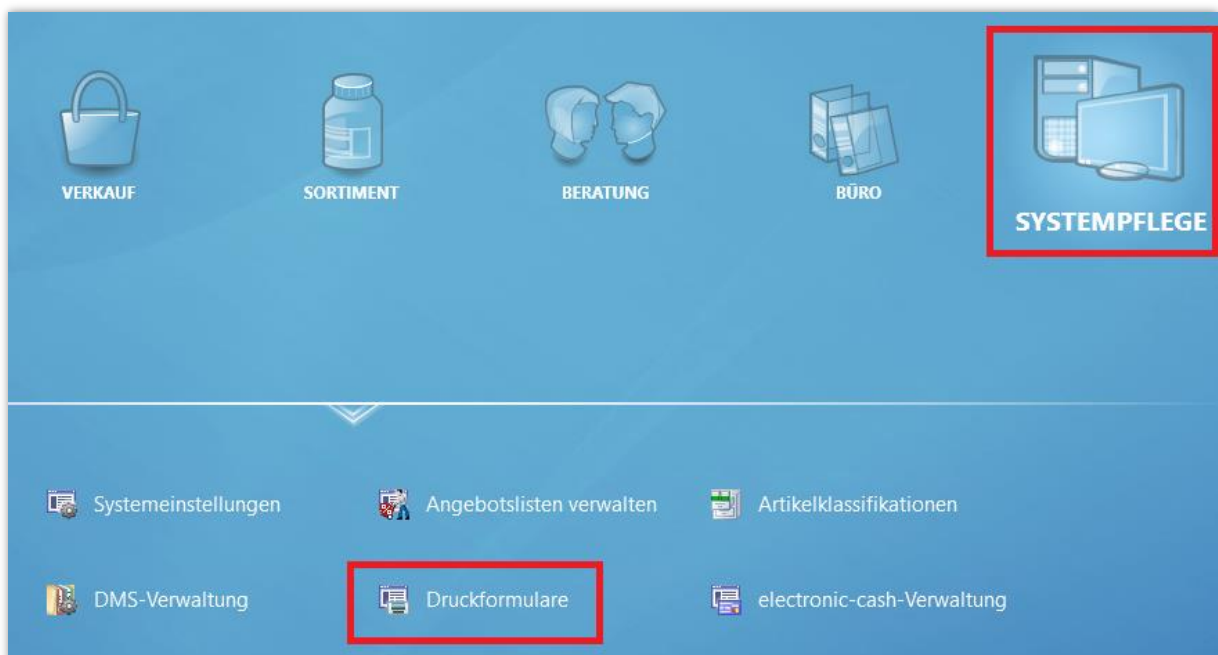 VERKAUF
SORTIMENT
BERATUNG
BÜRO
SYSTEMPFLEGE
Systemeinstellungen
Angebotslisten verwalten
Artikelklassifikationen
DMS-Verwaltung
Druckformulare
electronic-cash-Verwaltung